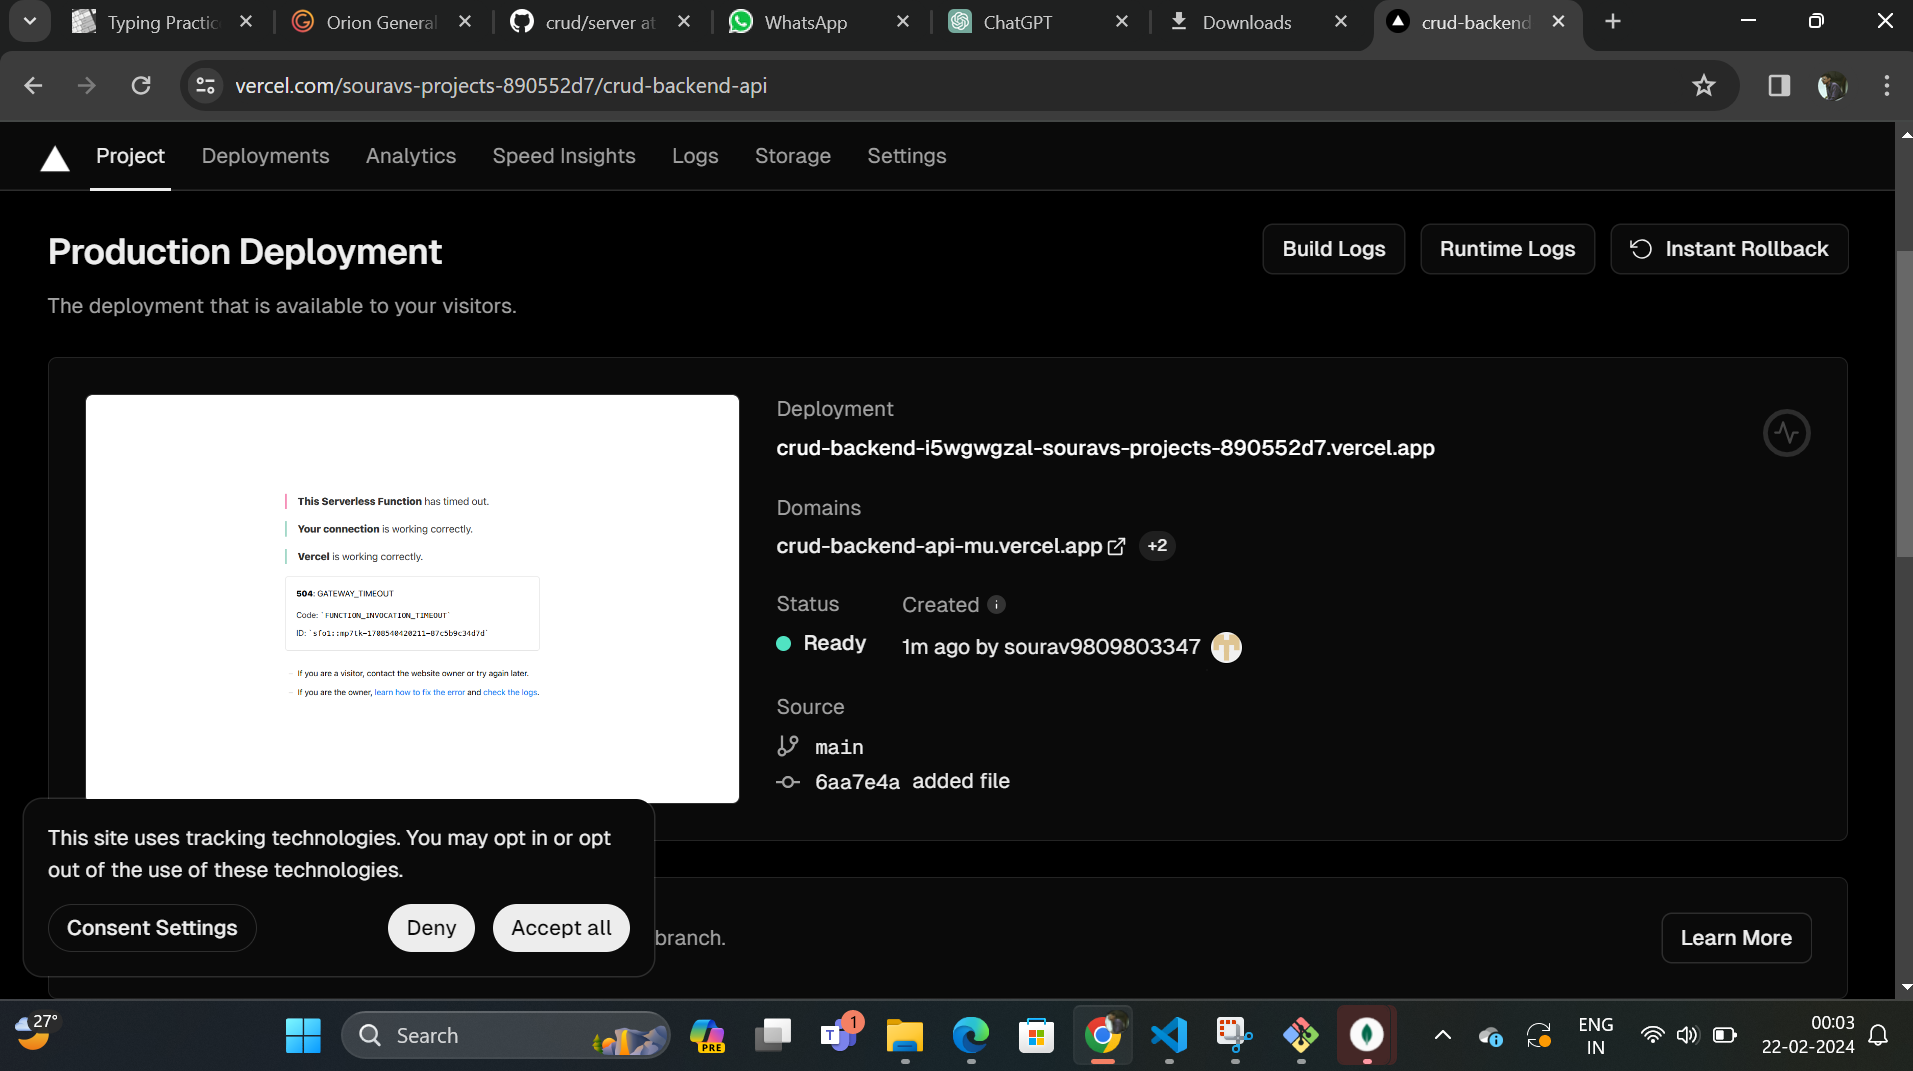 Typing Practic
Orion General
crud/server at
WhatsApp
ChatGPT
Downloads
crud-backend
vercel.com/souravs-projects-890552d7/crud-backend-api
Project
Deployments
Analytics
Speed Insights
Logs
Storage
Settings
Production Deployment
Build Logs
Runtime Logs
Instant Rollback
The deployment that is available to your visitors.
This Serverless Function has timed out.
Your connection is working correctly.
Vercel is working correctly.
504: GATEWAY_TIMEOUT
Code: `FUNCTION_INVOCATION_TIMEOUT`
ID: `sfo1::mp7lk-1708540420211-87c5b9c34d7d`
If you are a visitor, contact the website owner or try again later.
If you are the owner, learn how to fix the error and check the logs.
Deployment
crud-backend-i5wgwgzal-souravs-projects-890552d7.vercel.app
Domains
crud-backend-api-mu.vercel.app +2
Status
Created
Ready
1m ago by sourav9809803347
Source
main
6aa7e4a added file
This site uses tracking technologies. You may opt in or opt
out of the use of these technologies.
Consent Settings
Deny
Accept all
branch.
Learn More
27°
Search
PRE
T
1
ENG
IN
00:03
22-02-2024